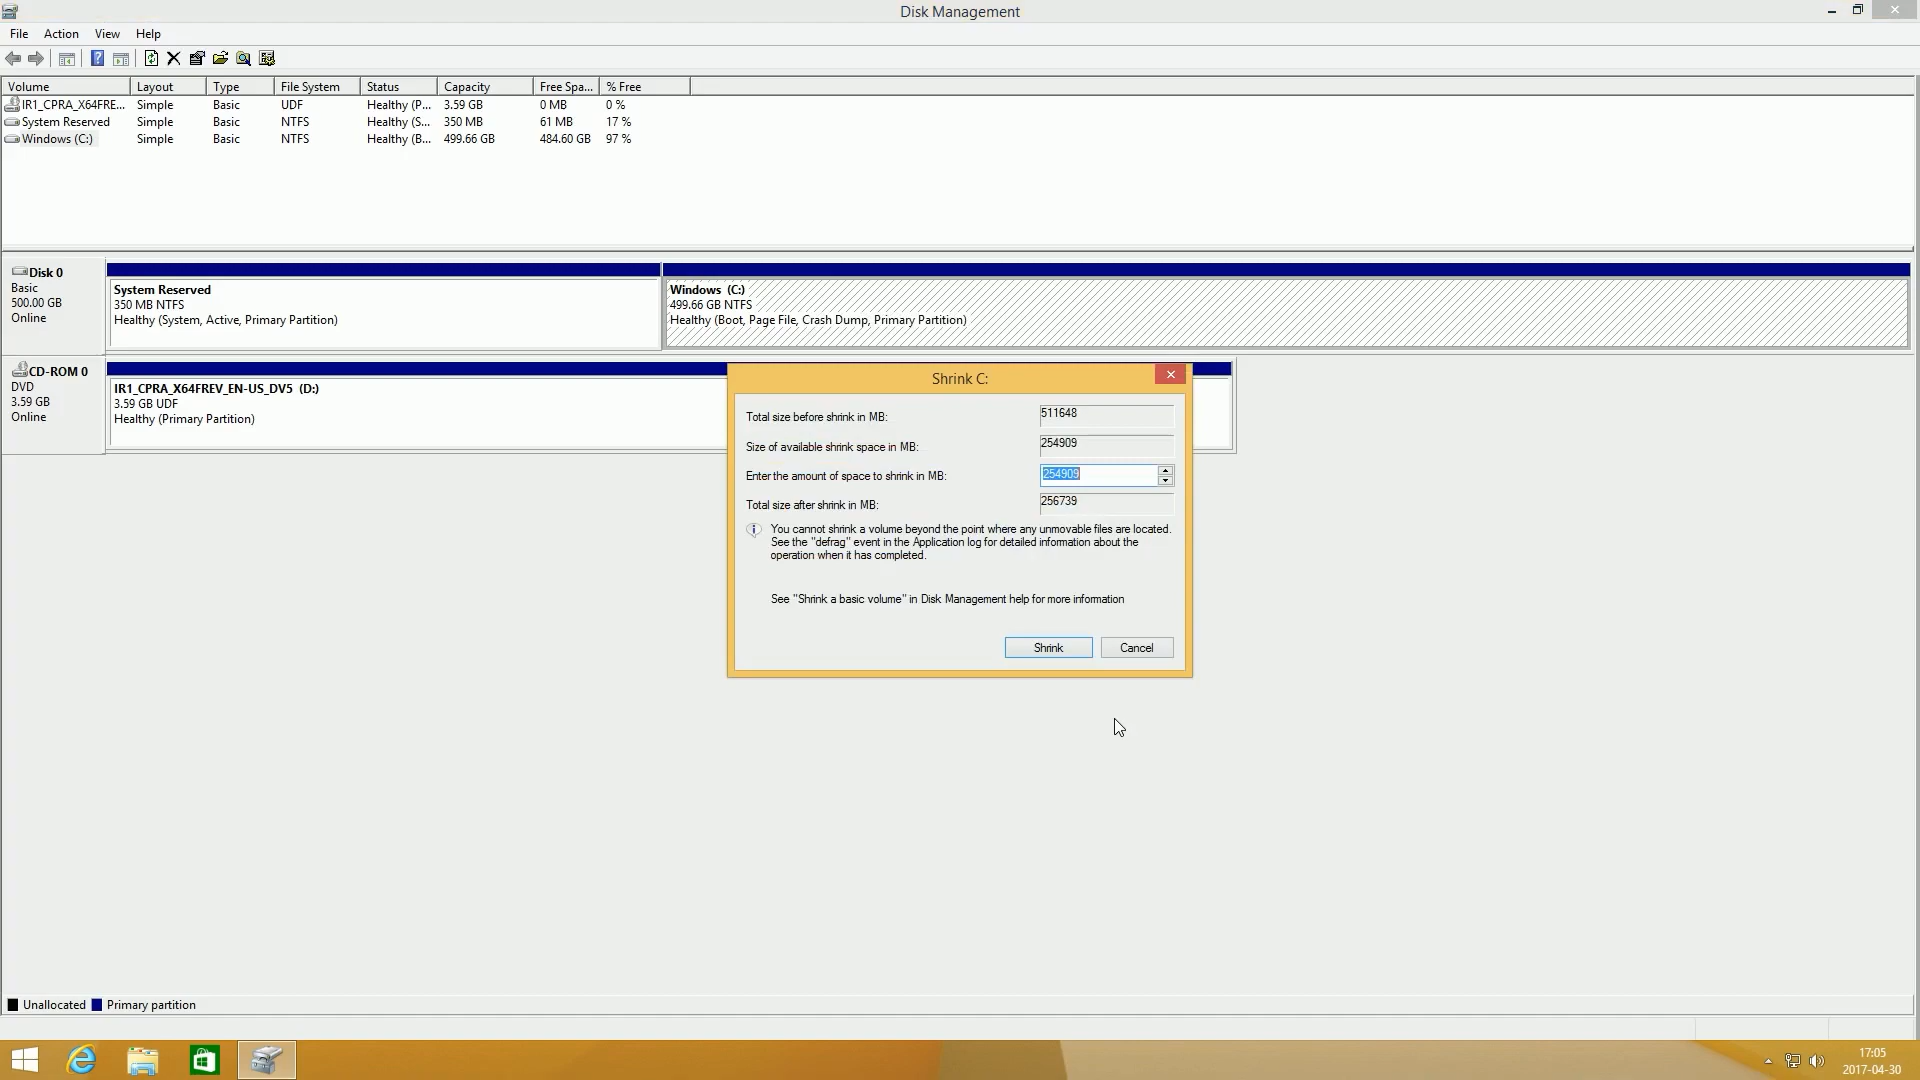 Disk Management
File Action View Help
Volume Layout Type File System Status Capacity Free Spa... % Free
IR1_CPRA_X64FRE... Simple Basic UDF Healthy (P... 3.59 GB 0 MB 0 %
System Reserved Simple Basic NTFS Healthy (S... 350 MB 61 MB 17 %
Windows (C:) Simple Basic NTFS Healthy (B... 499.66 GB 484.60 GB 97 %
Disk 0
Basic
500.00 GB
Online
System Reserved
350 MB NTFS
Healthy (System, Active, Primary Partition)
Windows (C:)
499.66 GB NTFS
Healthy (Boot, Page File, Crash Dump, Primary Partition)
CD-ROM 0
DVD
3.59 GB
Online
IR1_CPRA_X64FREV_EN-US_DV5 (D:)
3.59 GB UDF
Healthy (Primary Partition)
Shrink C:
Total size before shrink in MB: 511648
Size of available shrink space in MB: 254909
Enter the amount of space to shrink in MB: 254909
Total size after shrink in MB: 256739
You cannot shrink a volume beyond the point where any unmovable files are located.
See the "defrag" event in the Application log for detailed information about the
operation when it has completed.
See "Shrink a basic volume" in Disk Management help for more information
Shrink Cancel
Unallocated Primary partition
17:05
2017-04-30